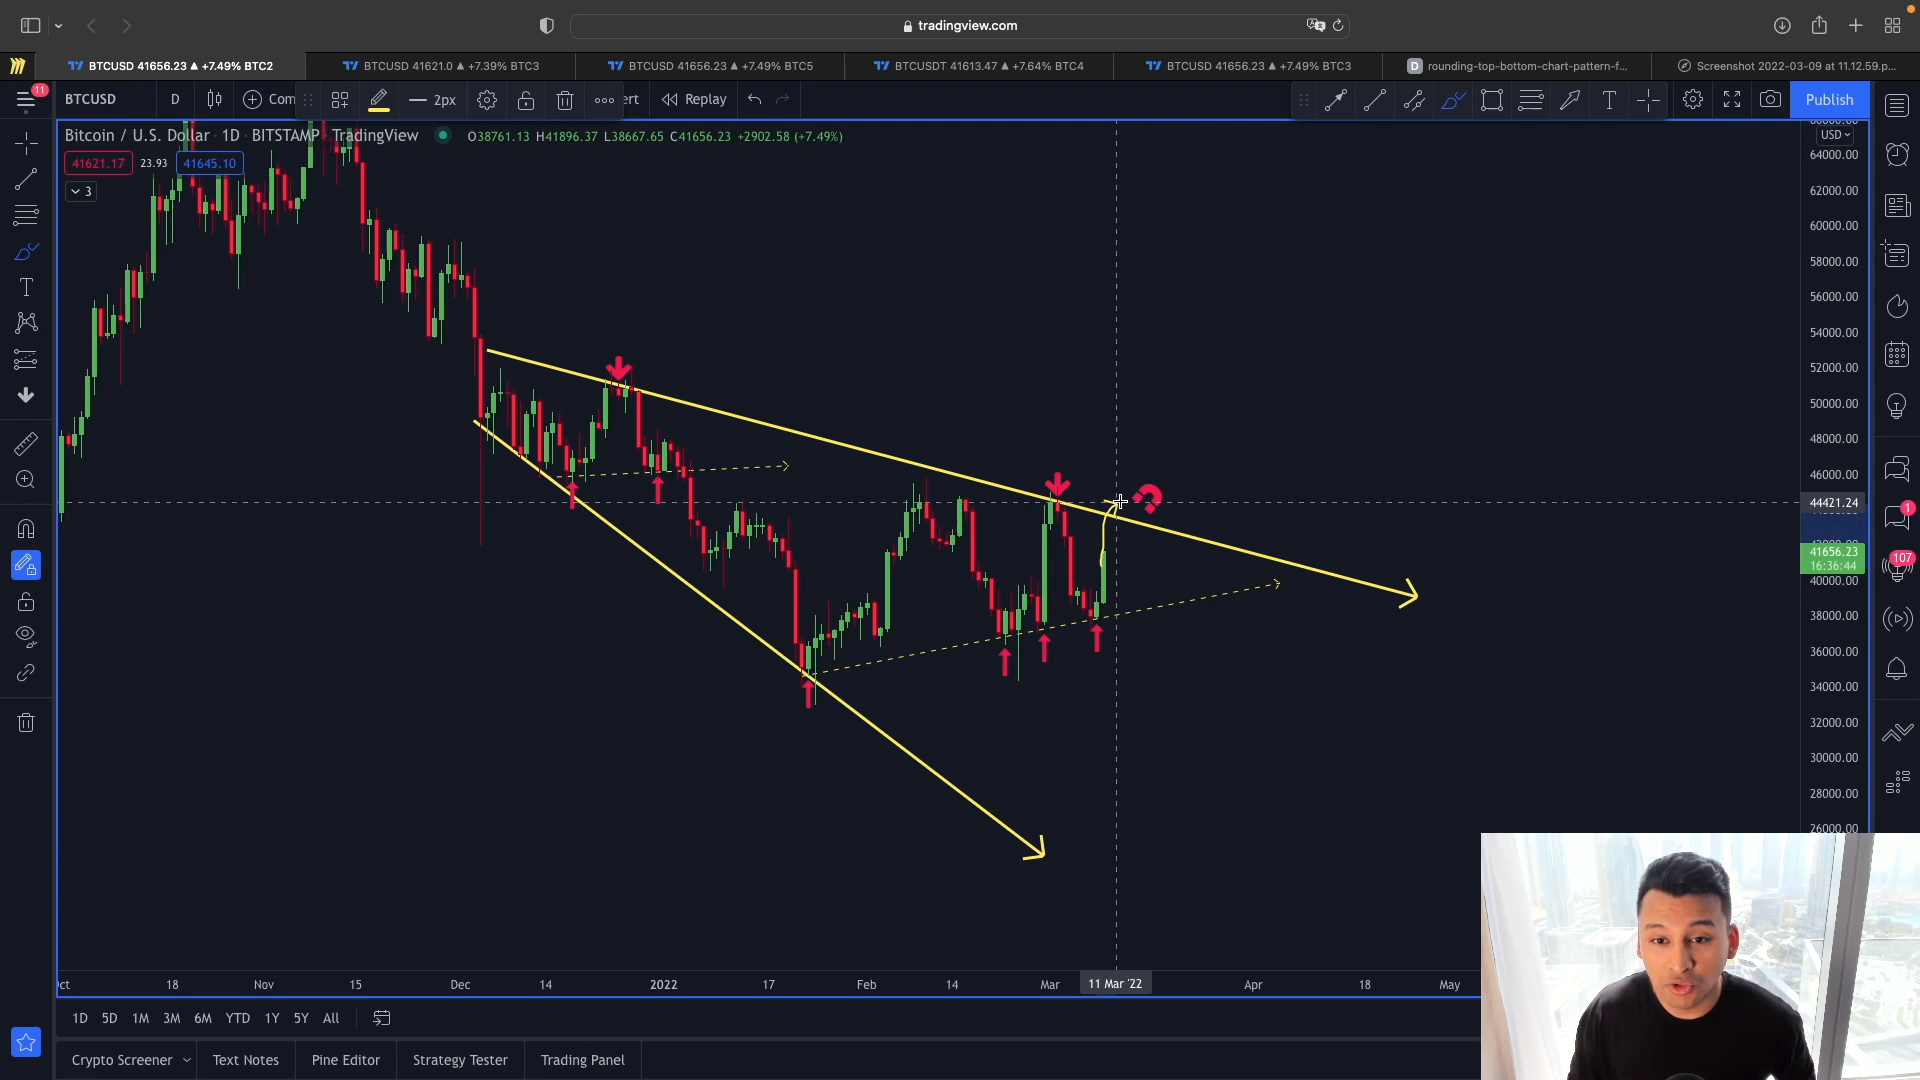 tradingview.com
BTCUSD 41656.23 ▲ +7.49% BTC2
BTCUSD 41621.0 ▲ +7.39% BTC3
BTCUSD 41656.23 ▲ +7.49% BTC5
BTCUSDT 41613.47 ▲ +7.64% BTC4
BTCUSD 41656.23 ▲ +7.49% BTC3
D rounding-top-bottom-chart-pattern-f...
Screenshot 2022-03-09 at 11.12.59.p...
11
BTCUSD
D
Com
2px
ert
Replay
Publish
Bitcoin / U.S. Dollar · 1D · BITSTAMP · TradingView
O38761.13 H41896.37 L38667.65 C41656.23 +2902.58 (+7.49%)
USD
41621.17
23.93
41645.10
3
64000.00
62000.00
60000.00
58000.00
56000.00
54000.00
52000.00
50000.00
48000.00
46000.00
44421.24
41656.23
16:36:44
40000.00
38000.00
36000.00
34000.00
32000.00
30000.00
28000.00
26000.00
1
107
18
Nov
15
Dec
14
2022
17
Feb
14
Mar
11 Mar '22
Apr
18
May
1D 5D 1M 3M 6M YTD 1Y 5Y All
Crypto Screener
Text Notes
Pine Editor
Strategy Tester
Trading Panel